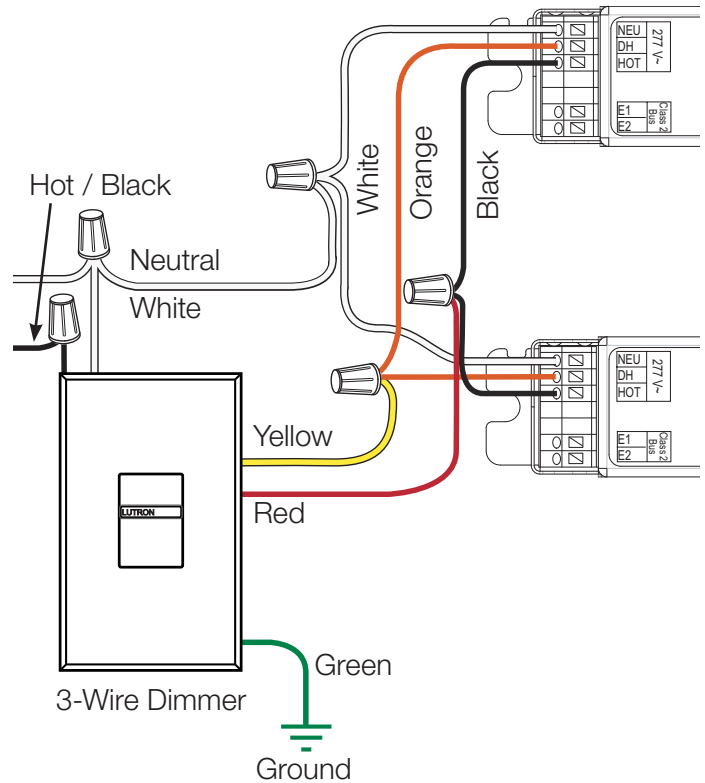 NEU
DH
HOT
277 V~
E1
E2
Class 2
Bus
White
Orange
Black
Hot / Black
Neutral
White
NEU
DH
HOT
277 V~
E1
E2
Class 2
Bus
Yellow
Red
LUTRON
Green
3-Wire Dimmer
Ground